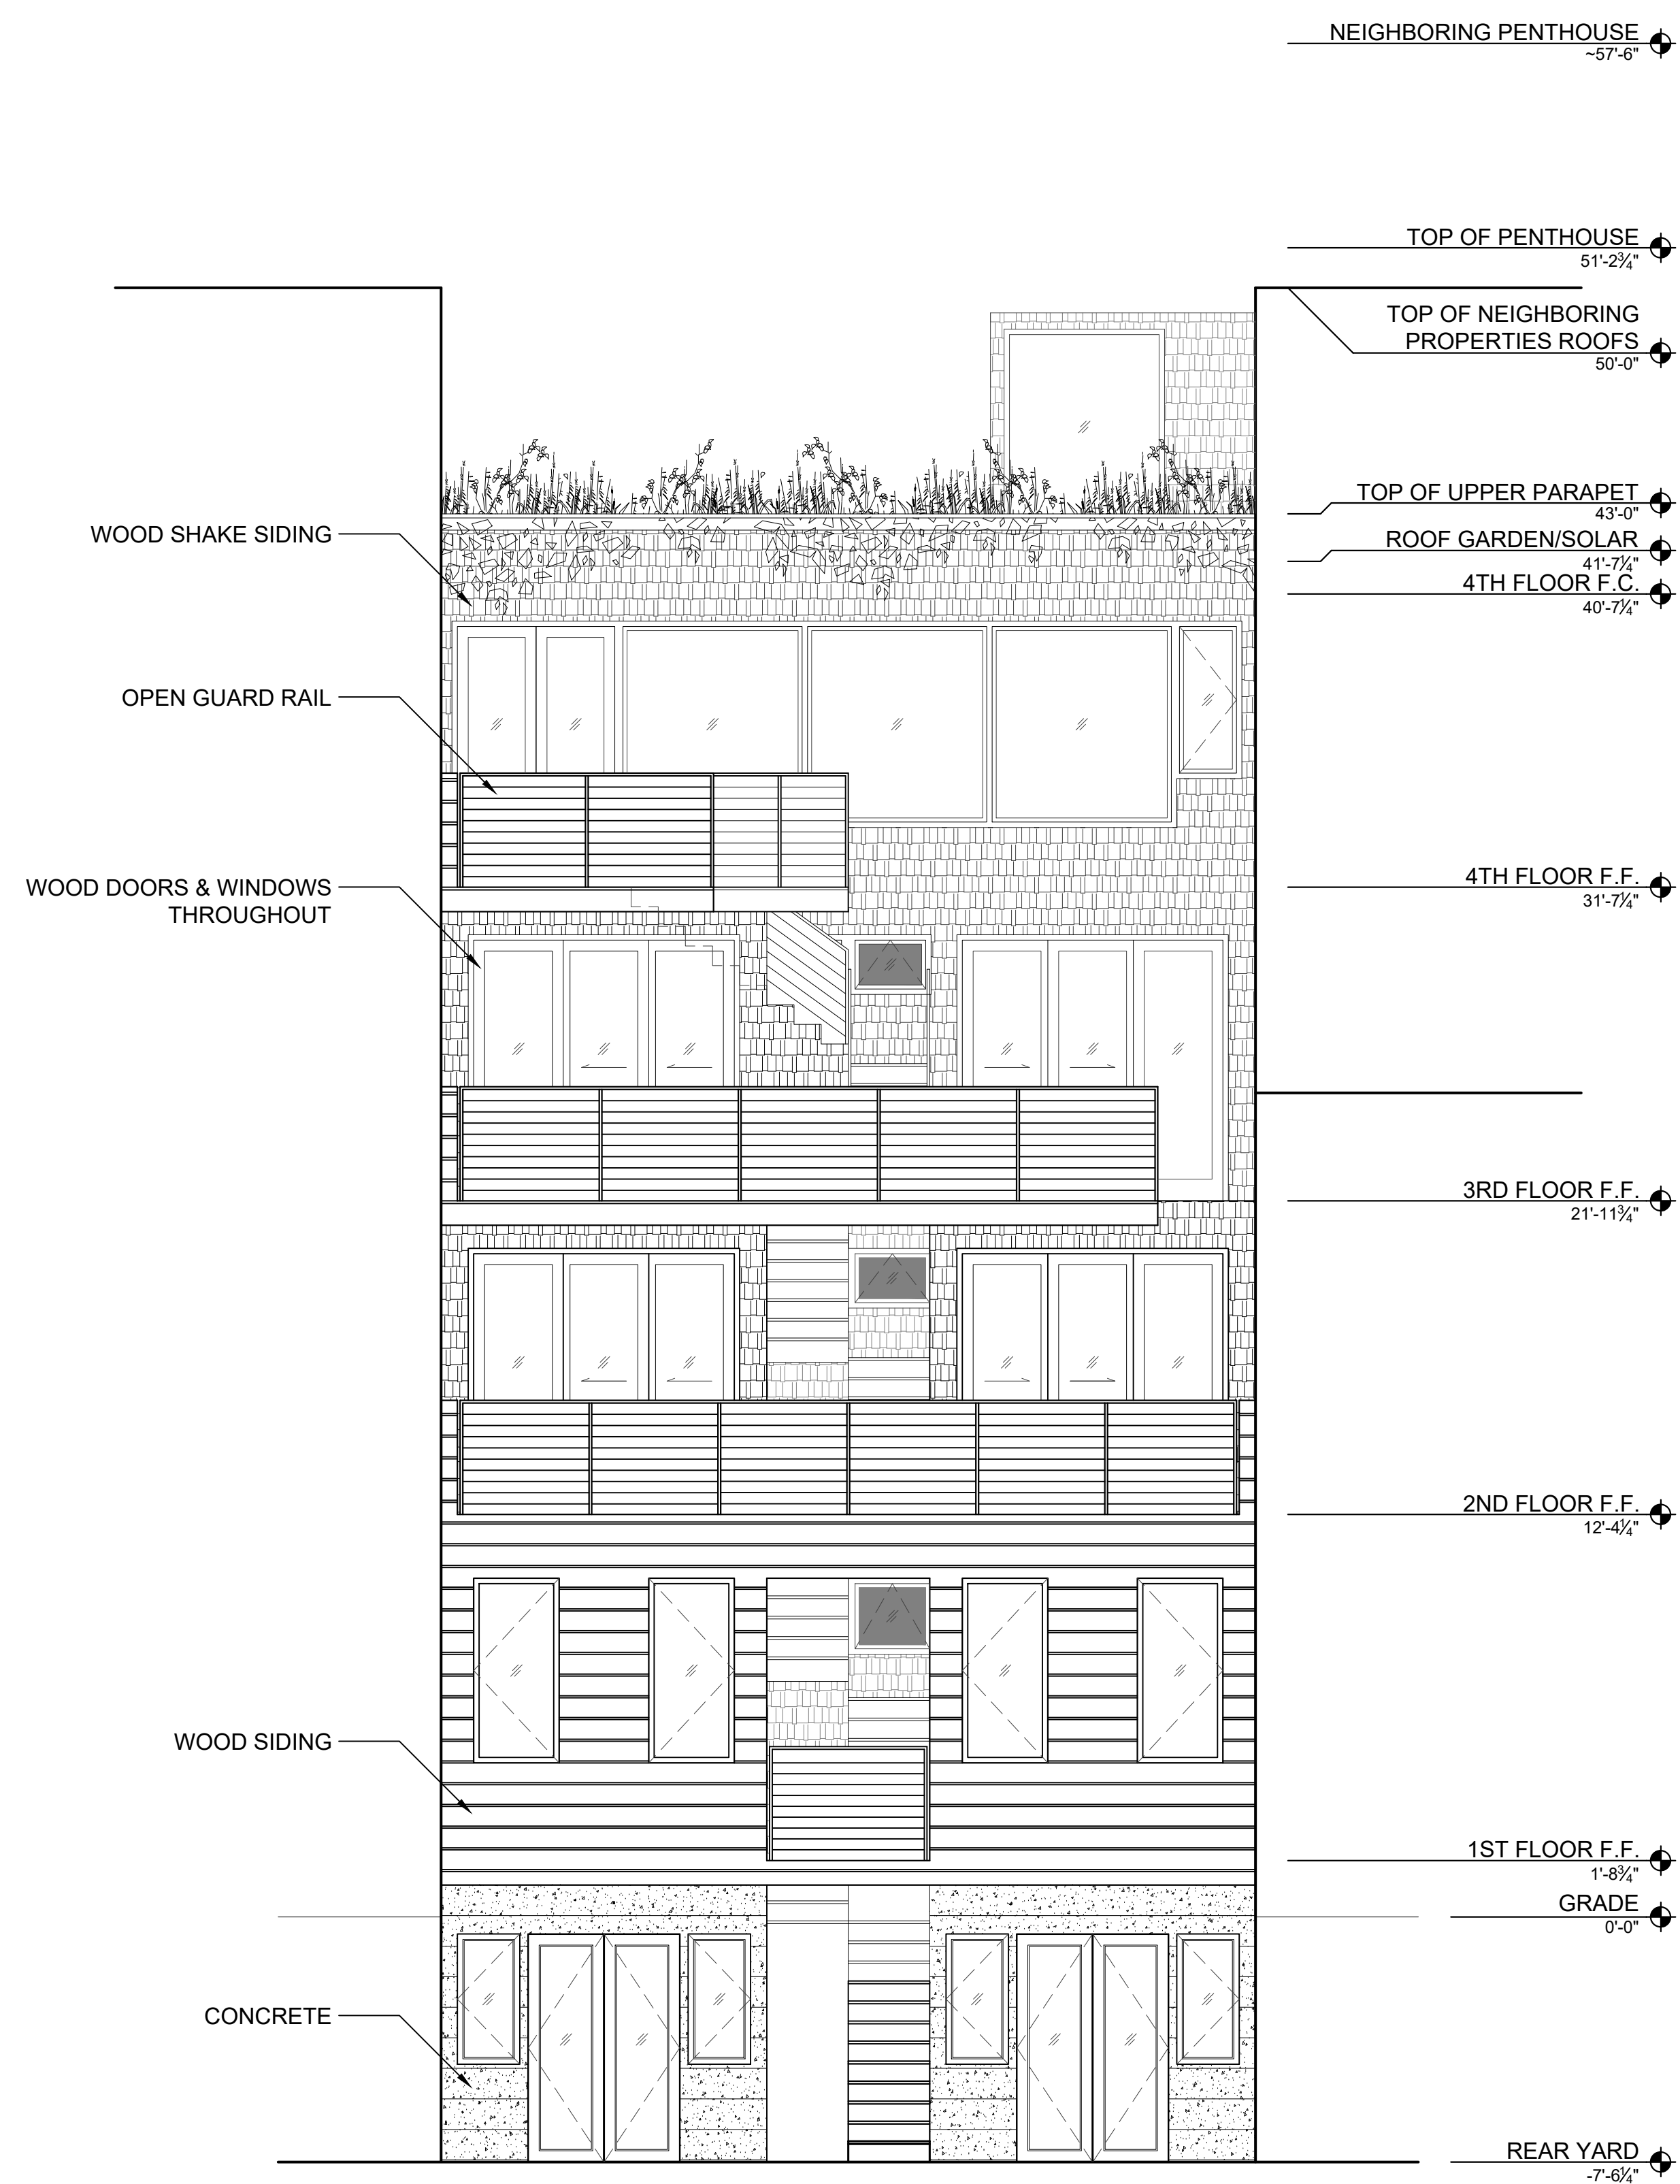 NEIGHBORING PENTHOUSE
~57'-6"
TOP OF PENTHOUSE
51'-2¾"
TOP OF NEIGHBORING
PROPERTIES ROOFS
50'-0"
TOP OF UPPER PARAPET
43'-0"
WOOD SHAKE SIDING
ROOF GARDEN/SOLAR
41'-7¼"
4TH FLOOR F.C.
40'-7¼"
OPEN GUARD RAIL
WOOD DOORS & WINDOWS
THROUGHOUT
4TH FLOOR F.F.
31'-7¼"
3RD FLOOR F.F.
21'-11¾"
2ND FLOOR F.F.
12'-4¼"
WOOD SIDING
1ST FLOOR F.F.
1'-8¾"
GRADE
0'-0"
CONCRETE
REAR YARD
-7'-6¼"